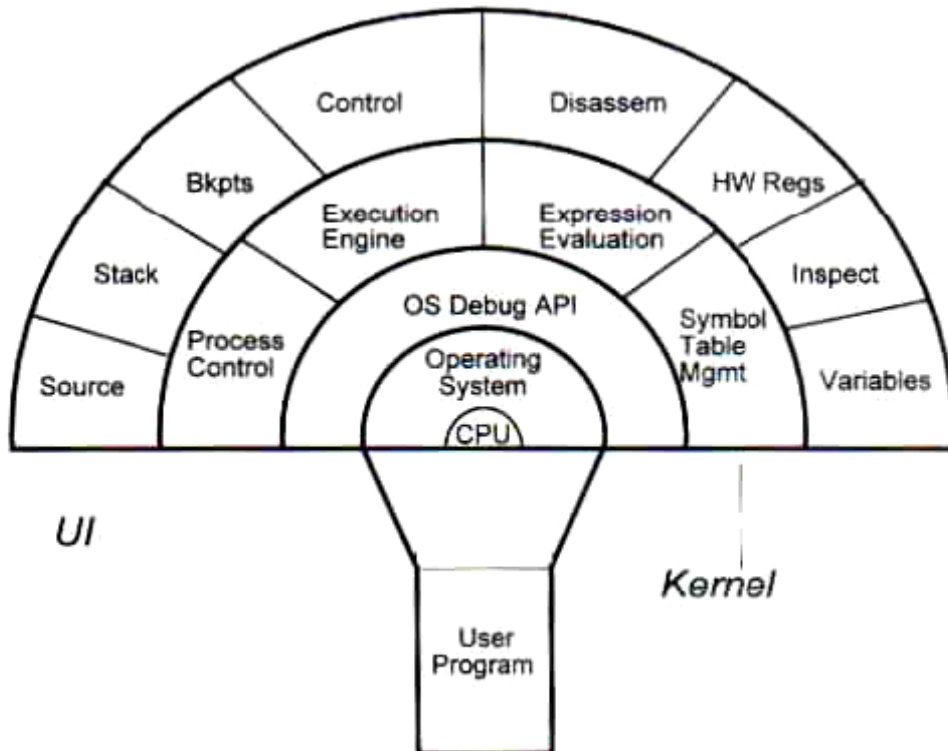 Control
Disassem
Bkpts
HW Regs
Execution
Engine
Expression
Evaluation
Stack
Inspect
OS Debug API
Process
Control
Symbol
Table
Mgmt
Operating
System
Source
Variables
CPU
UI
Kernel
User
Program